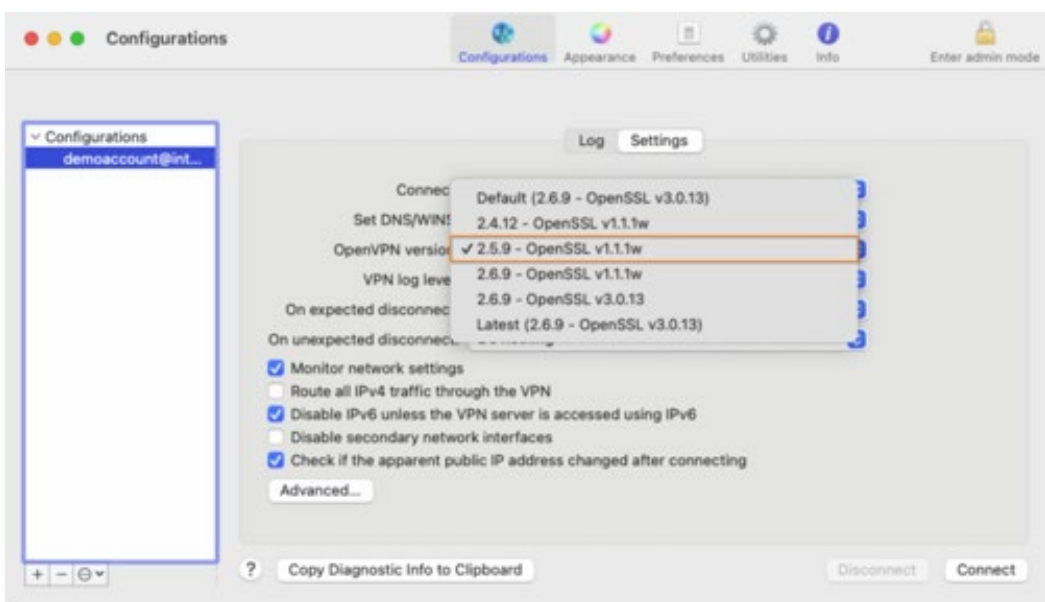 Configurations
Configurations Appearance Preferences Utilities Info Enter admin mode
Configurations
demoaccount@int...
Log Settings
Connec
Set DNS/WINS
OpenVPN version
VPN log leve
On expected disconnec
On unexpected disconnect
Default (2.6.9 - OpenSSL v3.0.13)
2.4.12 - OpenSSL v1.1.1w
✓ 2.5.9 - OpenSSL v1.1.1w
2.6.9 - OpenSSL v1.1.1w
2.6.9 - OpenSSL v3.0.13
Latest (2.6.9 - OpenSSL v3.0.13)
Monitor network settings
Route all IPv4 traffic through the VPN
Disable IPv6 unless the VPN server is accessed using IPv6
Disable secondary network interfaces
Check if the apparent public IP address changed after connecting
Advanced...
? Copy Diagnostic Info to Clipboard Disconnect Connect